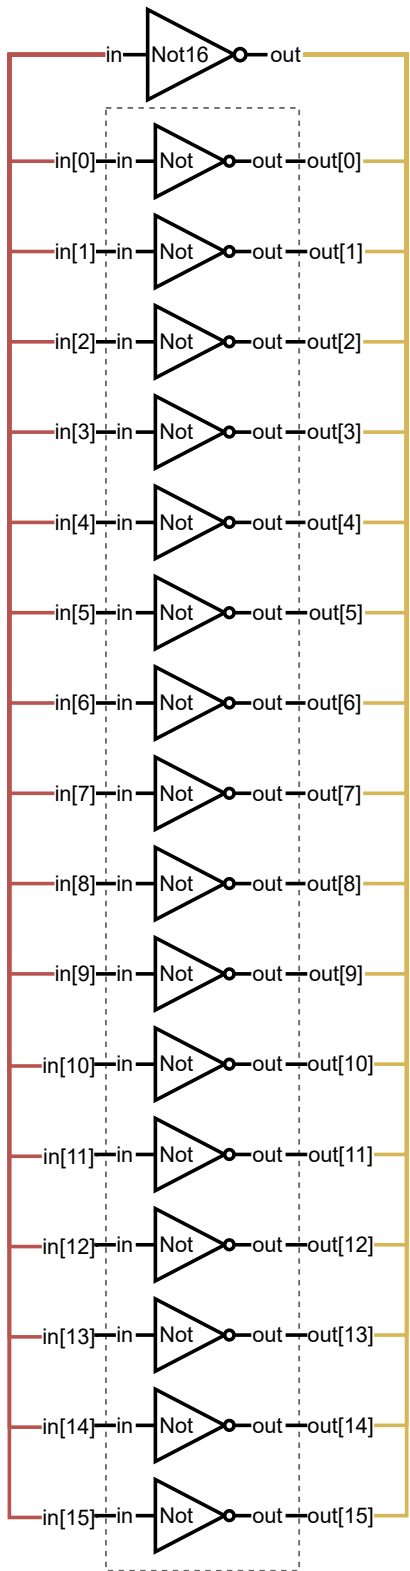 in Not16 out
in[0] in Not out out[0]
in[1] in Not out out[1]
in[2] in Not out out[2]
in[3] in Not out out[3]
in[4] in Not out out[4]
in[5] in Not out out[5]
in[6] in Not out out[6]
in[7] in Not out out[7]
in[8] in Not out out[8]
in[9] in Not out out[9]
in[10] in Not out out[10]
in[11] in Not out out[11]
in[12] in Not out out[12]
in[13] in Not out out[13]
in[14] in Not out out[14]
in[15] in Not out out[15]